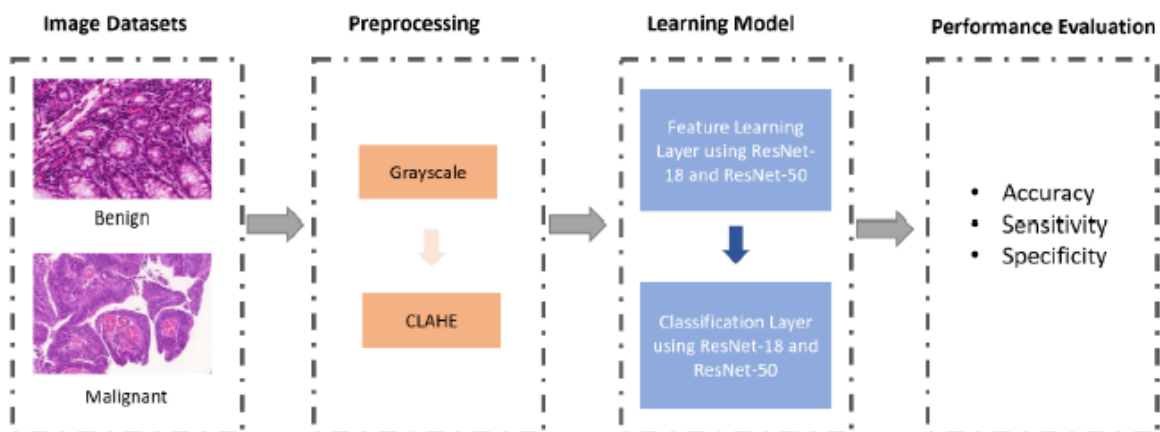 Image Datasets
Preprocessing
Learning Model
Performance Evaluation
Benign
Malignant
Grayscale
CLAHE
Feature Learning
Layer using ResNet-
18 and ResNet-50
Classification Layer
using ResNet-18 and
ResNet-50
• Accuracy
• Sensitivity
• Specificity